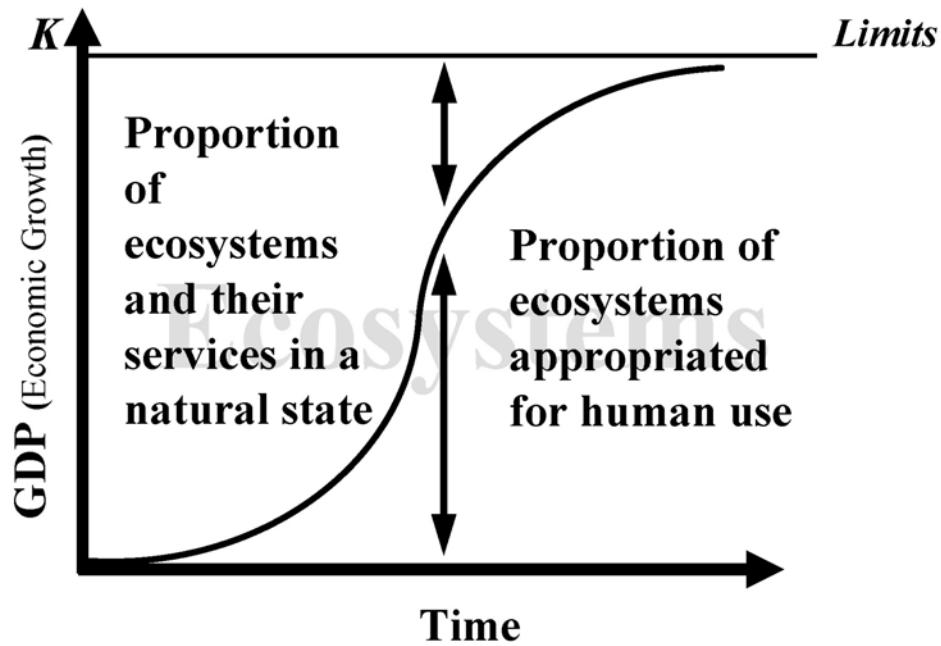 K
Limits
Proportion
of
ecosystems
and their
services in a
natural state
Proportion of
ecosystems
appropriated
for human use
Ecosystems
GDP (Economic Growth)
Time